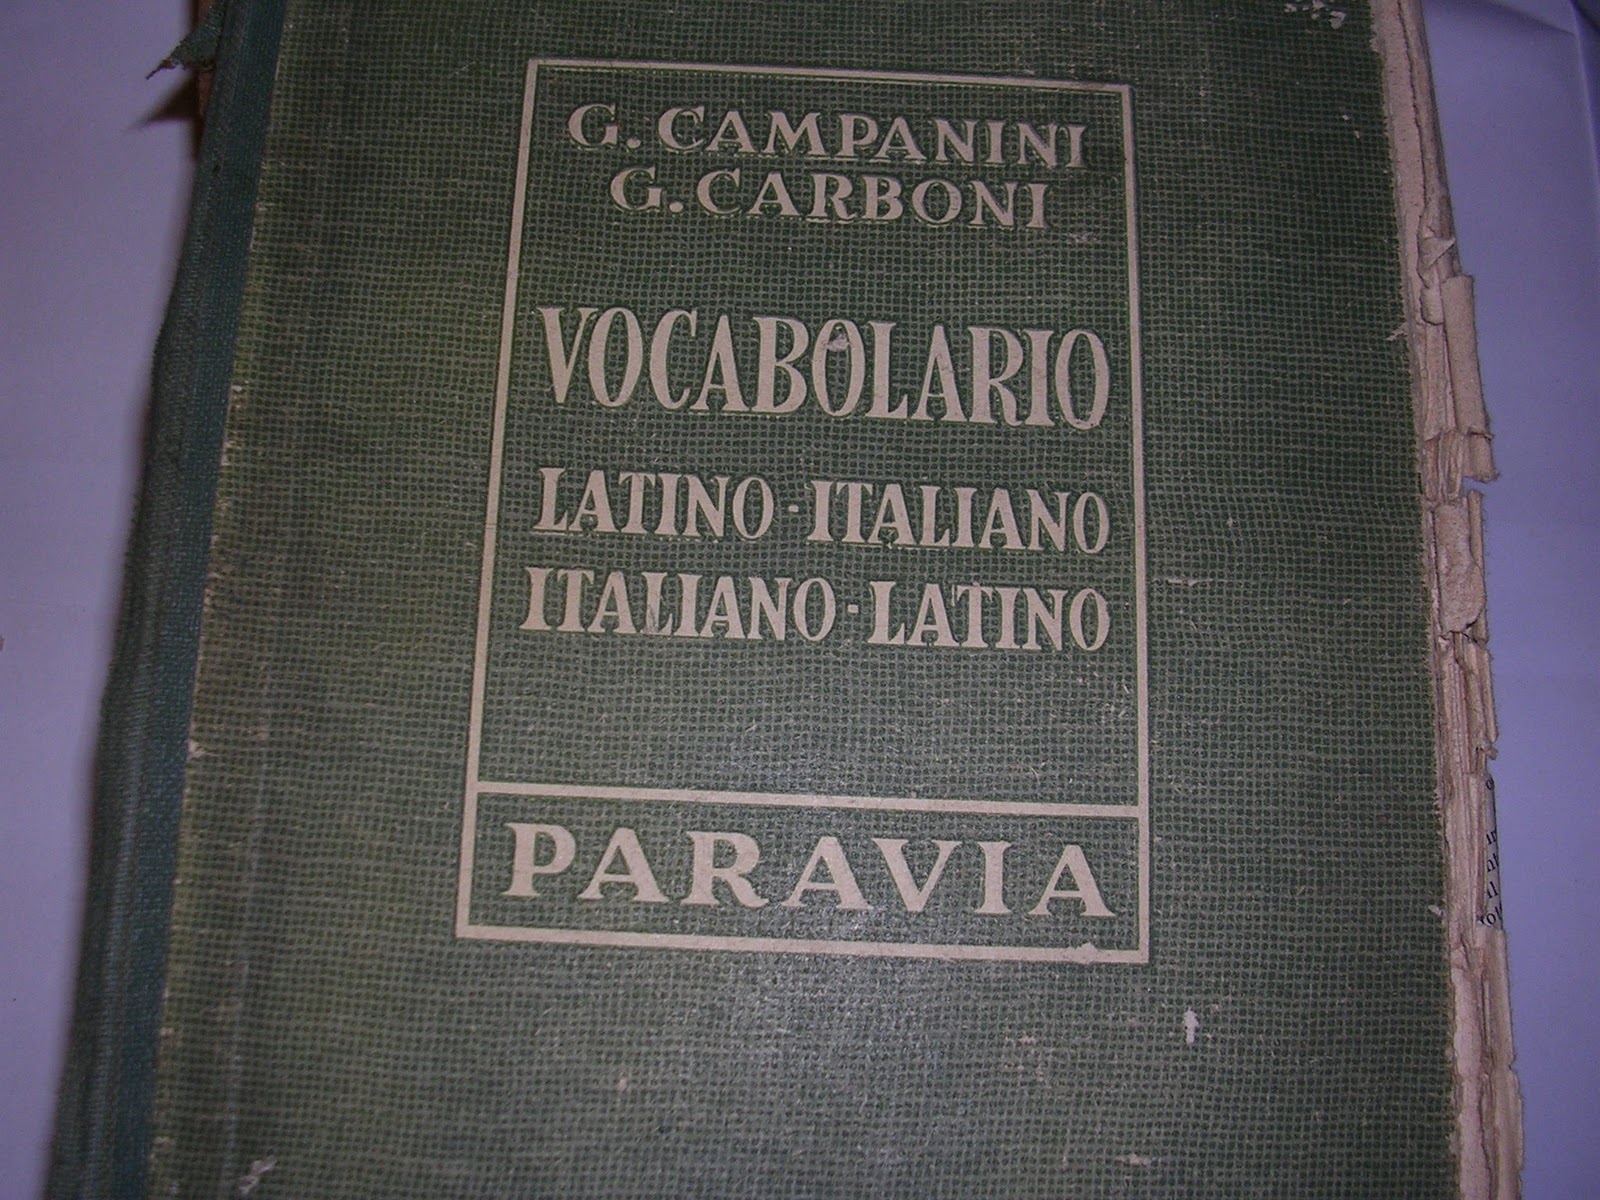 G. CAMPANINI
G. CARBONI
VOCABOLARIO
LATINO-ITALIANO
ITALIANO-LATINO
PARAVIA